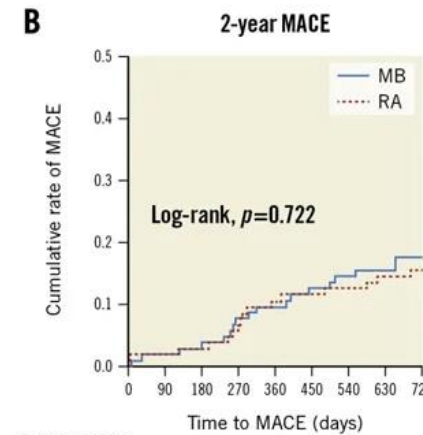 B
2-year MACE
Cumulative rate of MACE
0.5
0.4
0.3
0.2
0.1
0.0
MB
RA
Log-rank, p=0.722
0 90 180 270 360 450 540 630
Time to MACE (days)